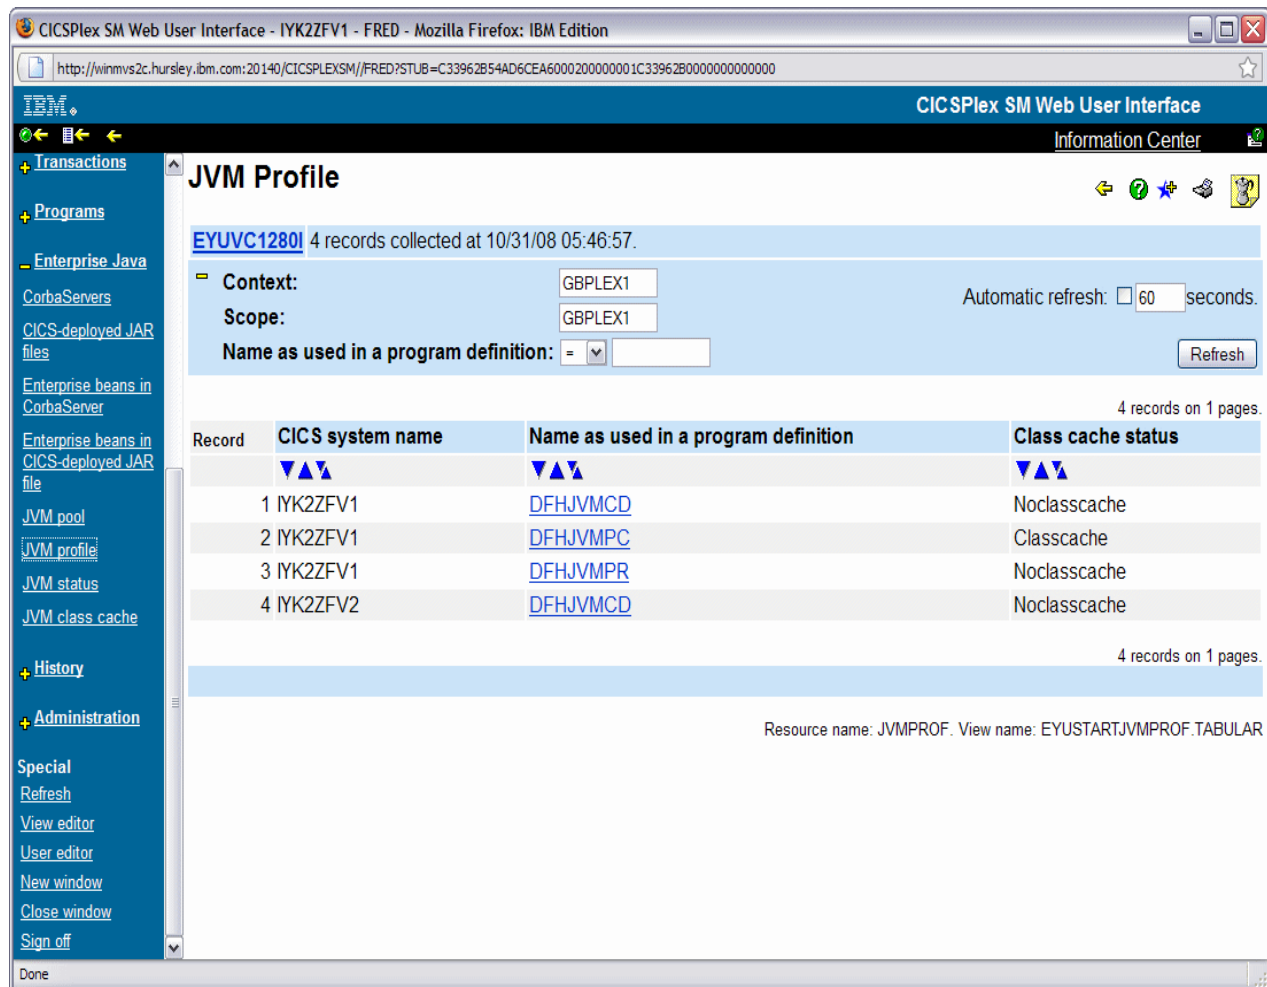 CICSPlex SM Web User Interface - IYK2ZFV1 - FRED - Mozilla Firefox: IBM Edition
http://winmvs2c.hursley.ibm.com:20140/CICSPLEXSM//FRED?STUB=C33962B54AD6CEA6000200000001C33962B0000000000000
IBM
CICSPlex SM Web User Interface
Information Center
Transactions
Programs
Enterprise Java
CorbaServers
CICS-deployed JAR
files
Enterprise beans in
CorbaServer
Enterprise beans in
CICS-deployed JAR
file
JVM pool
JVM profile
JVM status
JVM class cache
History
Administration
Special
Refresh
View editor
User editor
New window
Close window
Sign off
JVM Profile
EYUVC1280I 4 records collected at 10/31/08 05:46:57.
Context: GBPLEX1
Automatic refresh: 60 seconds.
Scope: GBPLEX1
Name as used in a program definition: =
Refresh
4 records on 1 pages.
Record CICS system name Name as used in a program definition Class cache status
1 IYK2ZFV1 DFHJVMCD Noclasscache
2 IYK2ZFV1 DFHJVMPC Classcache
3 IYK2ZFV1 DFHJVMPR Noclasscache
4 IYK2ZFV2 DFHJVMCD Noclasscache
4 records on 1 pages.
Resource name: JVMPROF. View name: EYUSTARTJVMPROF.TABULAR
Done